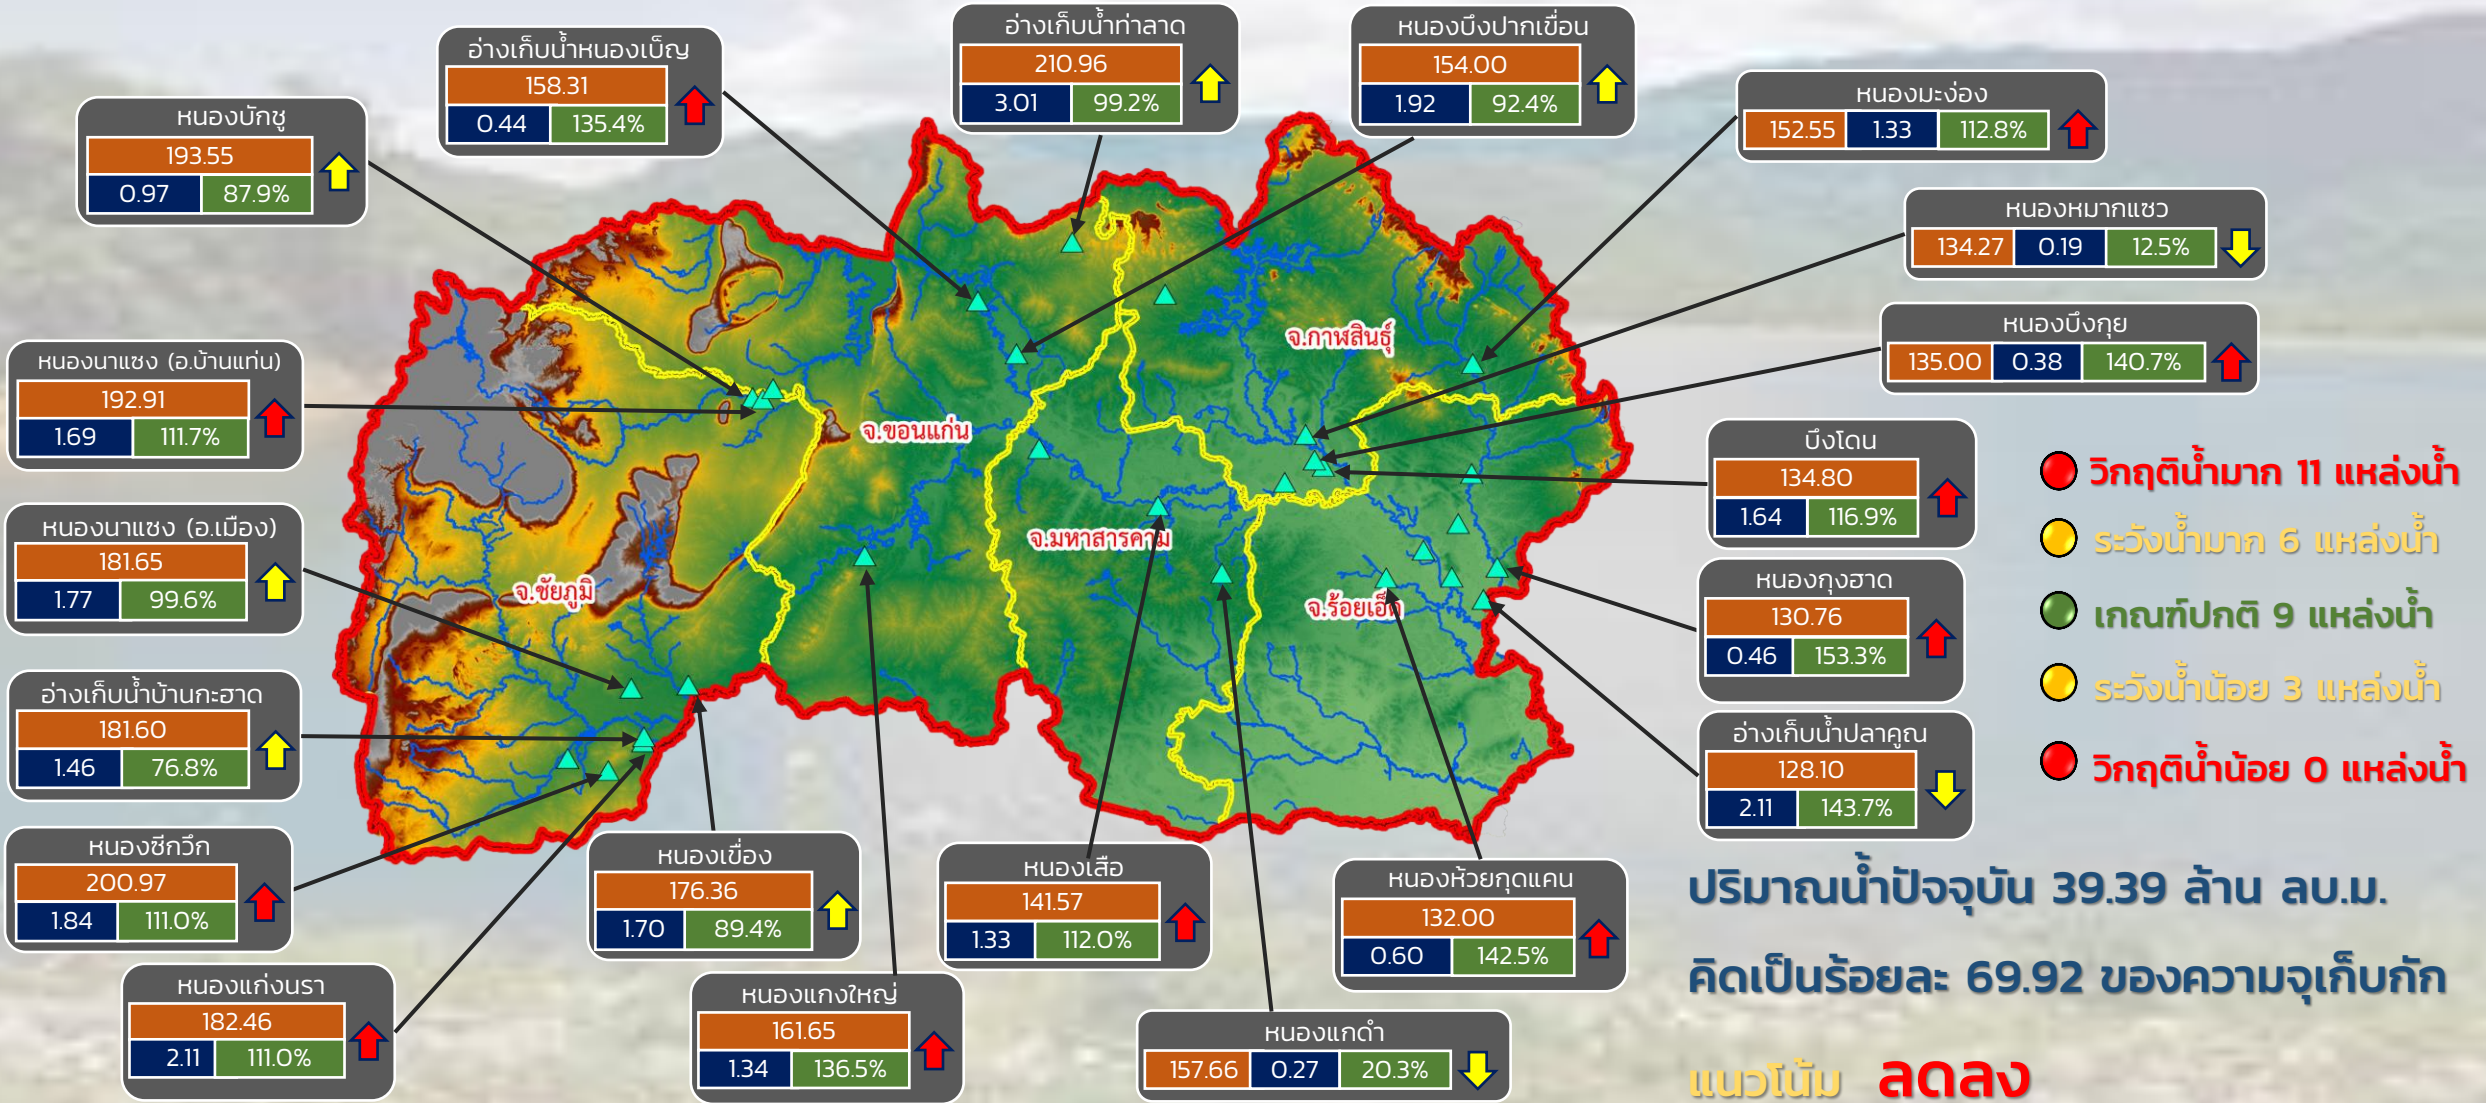 อ่างเก็บน้ำท่าลาด
210.96
3.01 99.2%
หนองบึงปากเขื่อน
154.00
1.92 92.4%
อ่างเก็บน้ำหนองเบ็ญ
158.31
0.44 135.4%
หนองมะง่อง
152.55 1.33 112.8%
หนองบักชู
193.55
0.97 87.9%
หนองหมากแซว
134.27 0.19 12.5%
หนองบึงกุย
135.00 0.38 140.7%
หนองนาแซง (อ.บ้านแท่น)
192.91
1.69 111.7%
บึงโดน
134.80
1.64 116.9%
หนองนาแซง (อ.เมือง)
181.65
1.77 99.6%
หนองกุงฮาด
130.76
0.46 153.3%
อ่างเก็บน้ำบ้านกะฮาด
181.60
1.46 76.8%
อ่างเก็บน้ำปลาคูณ
128.10
2.11 143.7%
หนองซีกวึก
200.97
1.84 111.0%
หนองเขื่อง
176.36
1.70 89.4%
หนองเสือ
141.57
1.33 112.0%
หนองห้วยกุดแคน
132.00
0.60 142.5%
หนองแก่งนรา
182.46
2.11 111.0%
หนองแกงใหญ่
161.65
1.34 136.5%
หนองแกดำ
157.66 0.27 20.3%
จ.กาฬสินธุ์
จ.ขอนแก่น
จ.มหาสารคาม
จ.ชัยภูมิ
จ.ร้อยเอ็ด
วิกฤติน้ำมาก 11 แหล่งน้ำ
ระวังน้ำมาก 6 แหล่งน้ำ
เกณฑ์ปกติ 9 แหล่งน้ำ
ระวังน้ำน้อย 3 แหล่งน้ำ
วิกฤติน้ำน้อย 0 แหล่งน้ำ
ปริมาณน้ำปัจจุบัน 39.39 ล้าน ลบ.ม.
คิดเป็นร้อยละ 69.92 ของความจุเก็บกัก
แนวโน้ม ลดลง